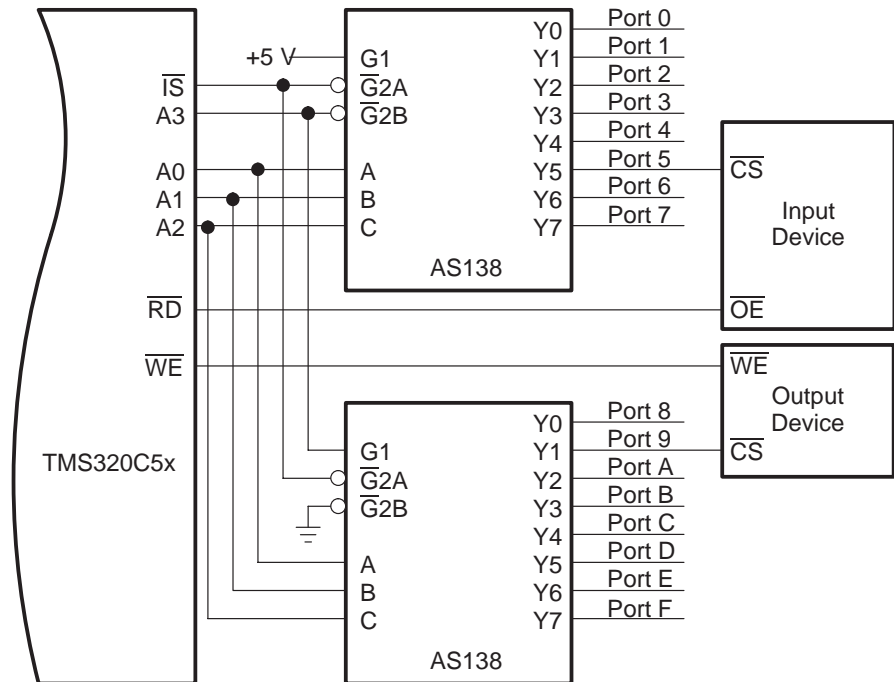 +5 V
IS
A3
A0
A1
A2
RD
WE
TMS320C5x
G1
G2A
G2B
A
B
C
AS138
Y0
Y1
Y2
Y3
Y4
Y5
Y6
Y7
Port 0
Port 1
Port 2
Port 3
Port 4
Port 5
Port 6
Port 7
CS
Input
Device
OE
WE
Output
Device
CS
G1
G2A
G2B
A
B
C
AS138
Y0
Y1
Y2
Y3
Y4
Y5
Y6
Y7
Port 8
Port 9
Port A
Port B
Port C
Port D
Port E
Port F